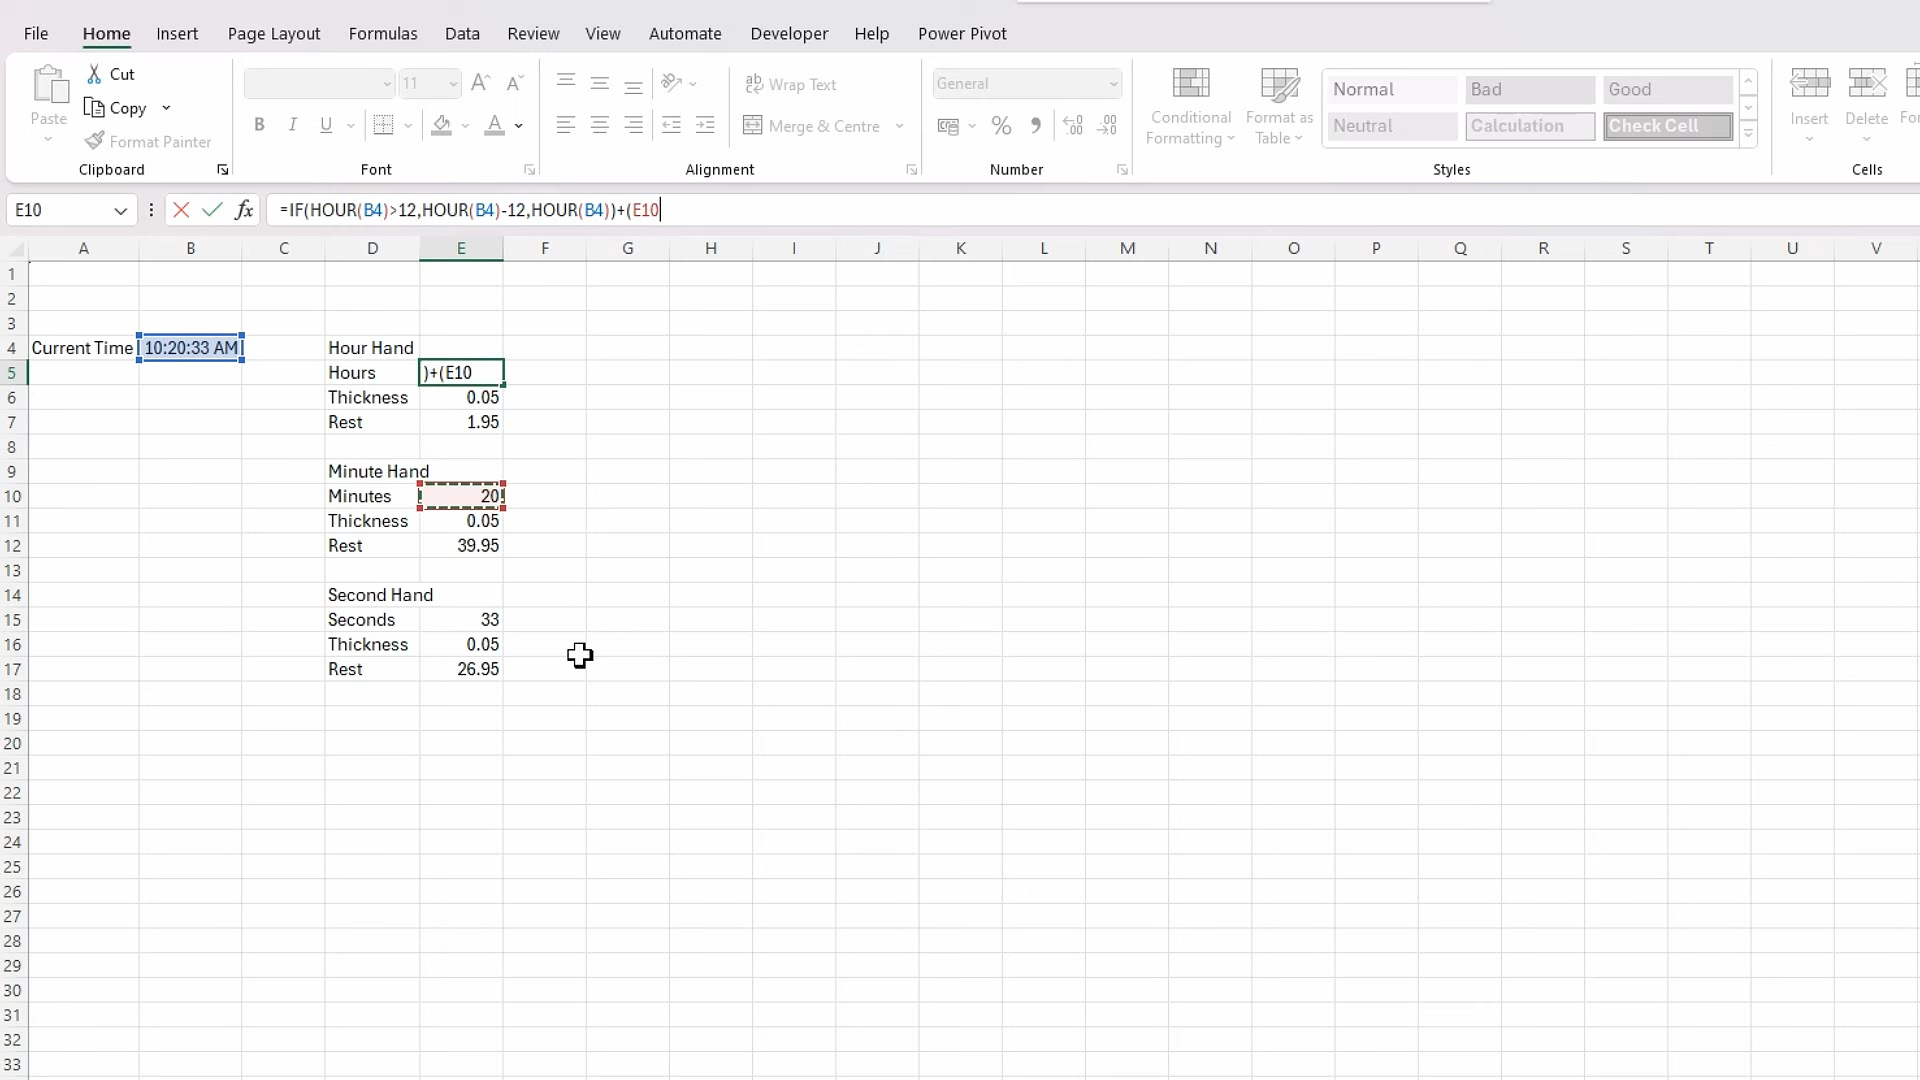 File Home Insert Page Layout Formulas Data Review View Automate Developer Help Power Pivot
Paste
Cut
Copy
Format Painter
Clipboard
11
B I U
Font
Wrap Text
Merge & Centre
Alignment
General
Number
Conditional
Formatting
Format as
Table
Normal Bad Good
Neutral Calculation Check Cell
Styles
Insert Delete
Cells
E10 fx =IF(HOUR(B4)>12,HOUR(B4)-12,HOUR(B4))+(E10
A B C D E F G H I J K L M N O P Q R S T U V
1
2
3
4 Current Time 10:20:33 AM Hour Hand
5 Hours )+(E10
6 Thickness 0.05
7 Rest 1.95
8
9 Minute Hand
10 Minutes 20
11 Thickness 0.05
12 Rest 39.95
13
14 Second Hand
15 Seconds 33
16 Thickness 0.05
17 Rest 26.95
18
19
20
21
22
23
24
25
26
27
28
29
30
31
32
33